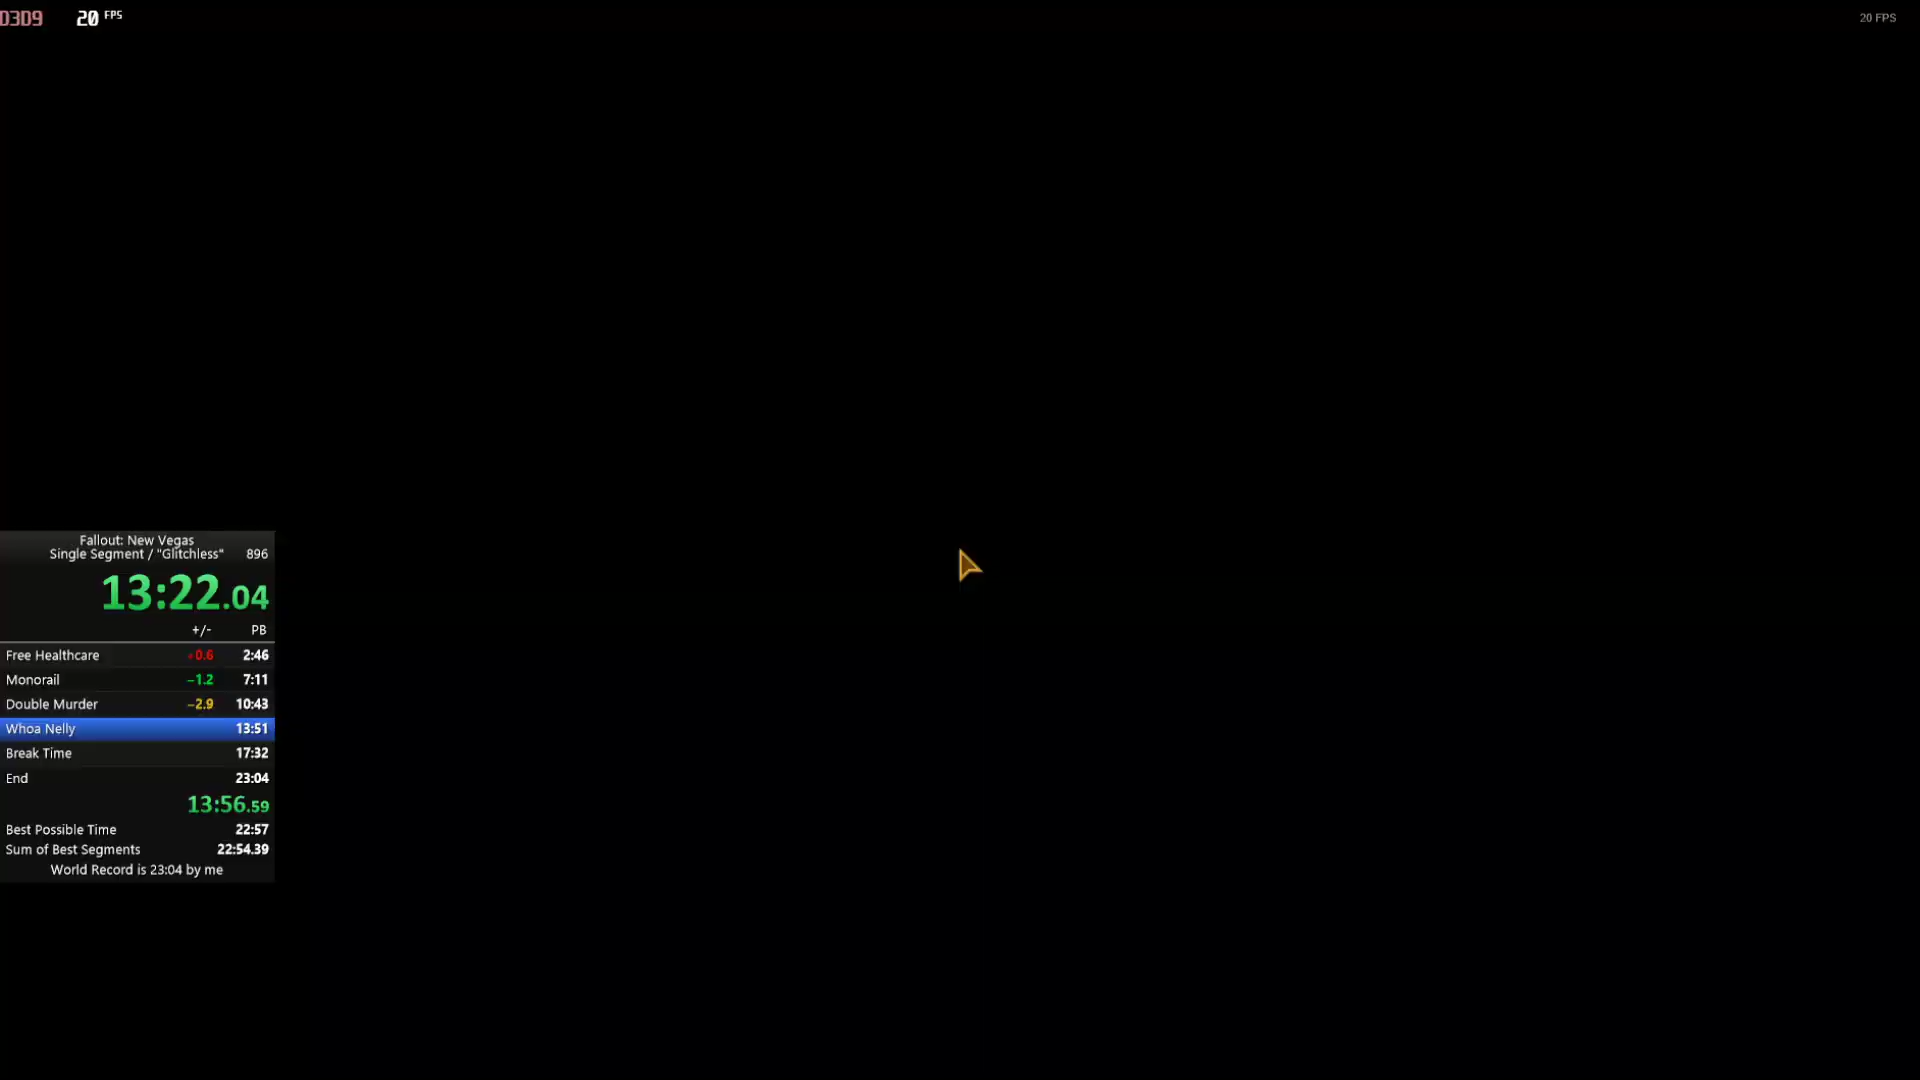 D3D9 20 FPS
20 FPS
Fallout: New Vegas
Single Segment / "Glitchless" 896
13:22.04
+/- PB
Free Healthcare +0.6 2:46
Monorail −1.2 7:11
Double Murder −2.9 10:43
Whoa Nelly 13:51
Break Time 17:32
End 23:04
13:56.59
Best Possible Time 22:57
Sum of Best Segments 22:54.39
World Record is 23:04 by me